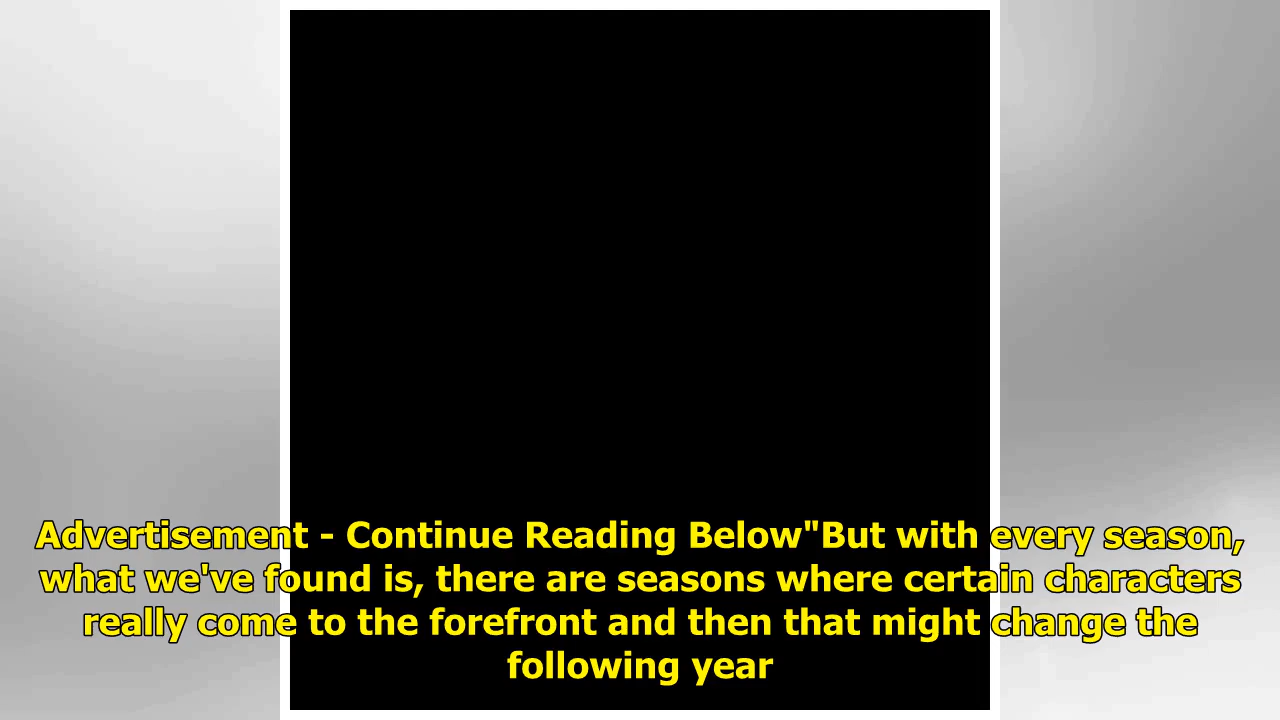 Advertisement - Continue Reading Below"But with every season,
what we've found is, there are seasons where certain characters
really come to the forefront and then that might change the
following year